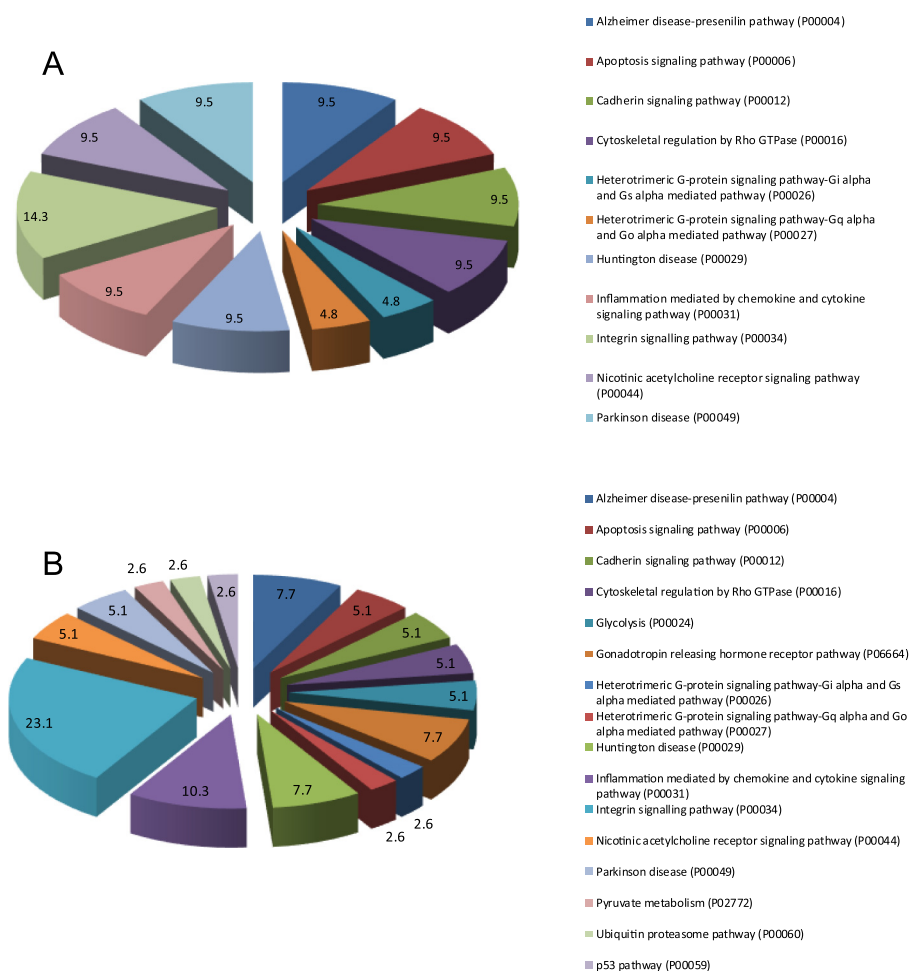 A
9.5
9.5
9.5
9.5
4.8
4.8
9.5
9.5
14.3
9.5
9.5
Alzheimer disease-presenilin pathway (P00004)
Apoptosis signaling pathway (P00006)
Cadherin signaling pathway (P00012)
Cytoskeletal regulation by Rho GTPase (P00016)
Heterotrimeric G-protein signaling pathway-Gi alpha
and Gs alpha mediated pathway (P00026)
Heterotrimeric G-protein signaling pathway-Gq alpha
and Go alpha mediated pathway (P00027)
Huntington disease (P00029)
Inflammation mediated by chemokine and cytokine
signaling pathway (P00031)
Integrin signalling pathway (P00034)
Nicotinic acetylcholine receptor signaling pathway
(P00044)
Parkinson disease (P00049)
B
7.7
5.1
5.1
5.1
5.1
7.7
2.6
2.6
7.7
10.3
23.1
5.1
5.1
2.6
2.6
2.6
Alzheimer disease-presenilin pathway (P00004)
Apoptosis signaling pathway (P00006)
Cadherin signaling pathway (P00012)
Cytoskeletal regulation by Rho GTPase (P00016)
Glycolysis (P00024)
Gonadotropin releasing hormone receptor pathway (P06664)
Heterotrimeric G-protein signaling pathway-Gi alpha and Gs
alpha mediated pathway (P00026)
Heterotrimeric G-protein signaling pathway-Gq alpha and Go
alpha mediated pathway (P00027)
Huntington disease (P00029)
Inflammation mediated by chemokine and cytokine signaling
pathway (P00031)
Integrin signalling pathway (P00034)
Nicotinic acetylcholine receptor signaling pathway (P00044)
Parkinson disease (P00049)
Pyruvate metabolism (P02772)
Ubiquitin proteasome pathway (P00060)
p53 pathway (P00059)